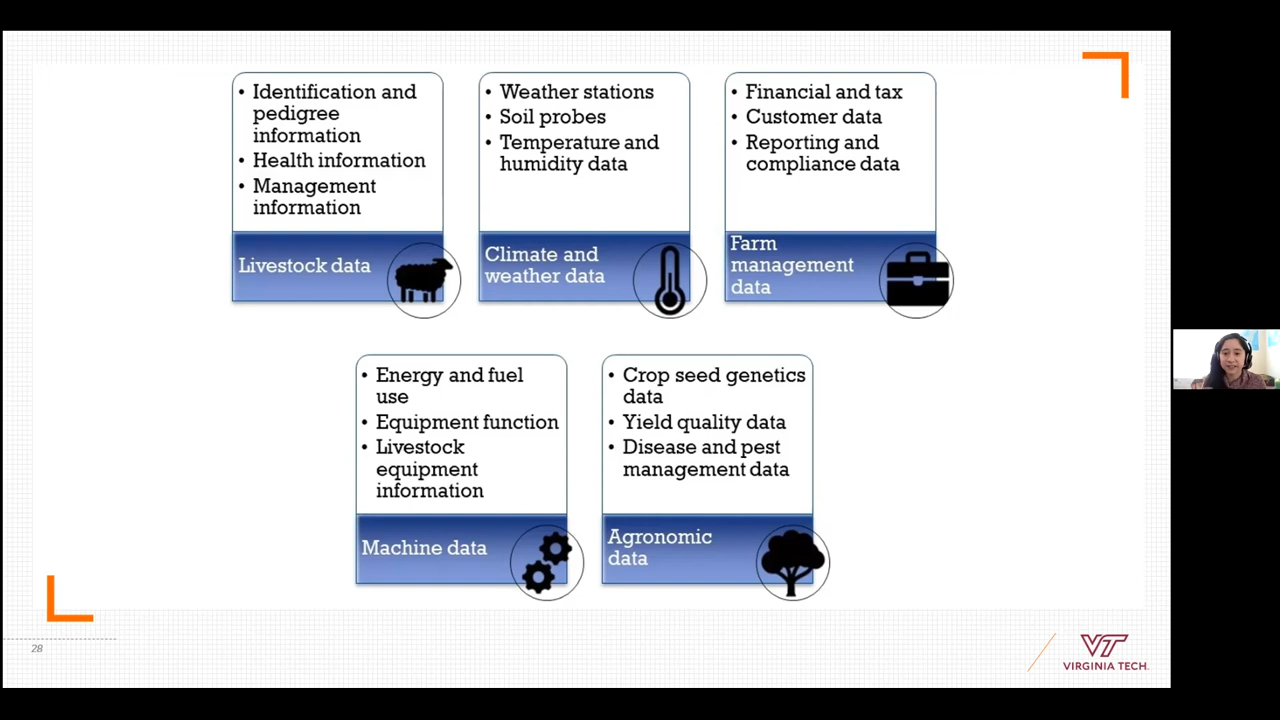 • Identification and
pedigree
information
• Health information
• Management
information
Livestock data
• Weather stations
• Soil probes
• Temperature and
humidity data
Climate and
weather data
• Financial and tax
• Customer data
• Reporting and
compliance data
Farm
management
data
• Energy and fuel
use
• Equipment function
• Livestock
equipment
information
Machine data
• Crop seed genetics
data
• Yield quality data
• Disease and pest
management data
Agronomic
data
28
VT
VIRGINIA TECH.